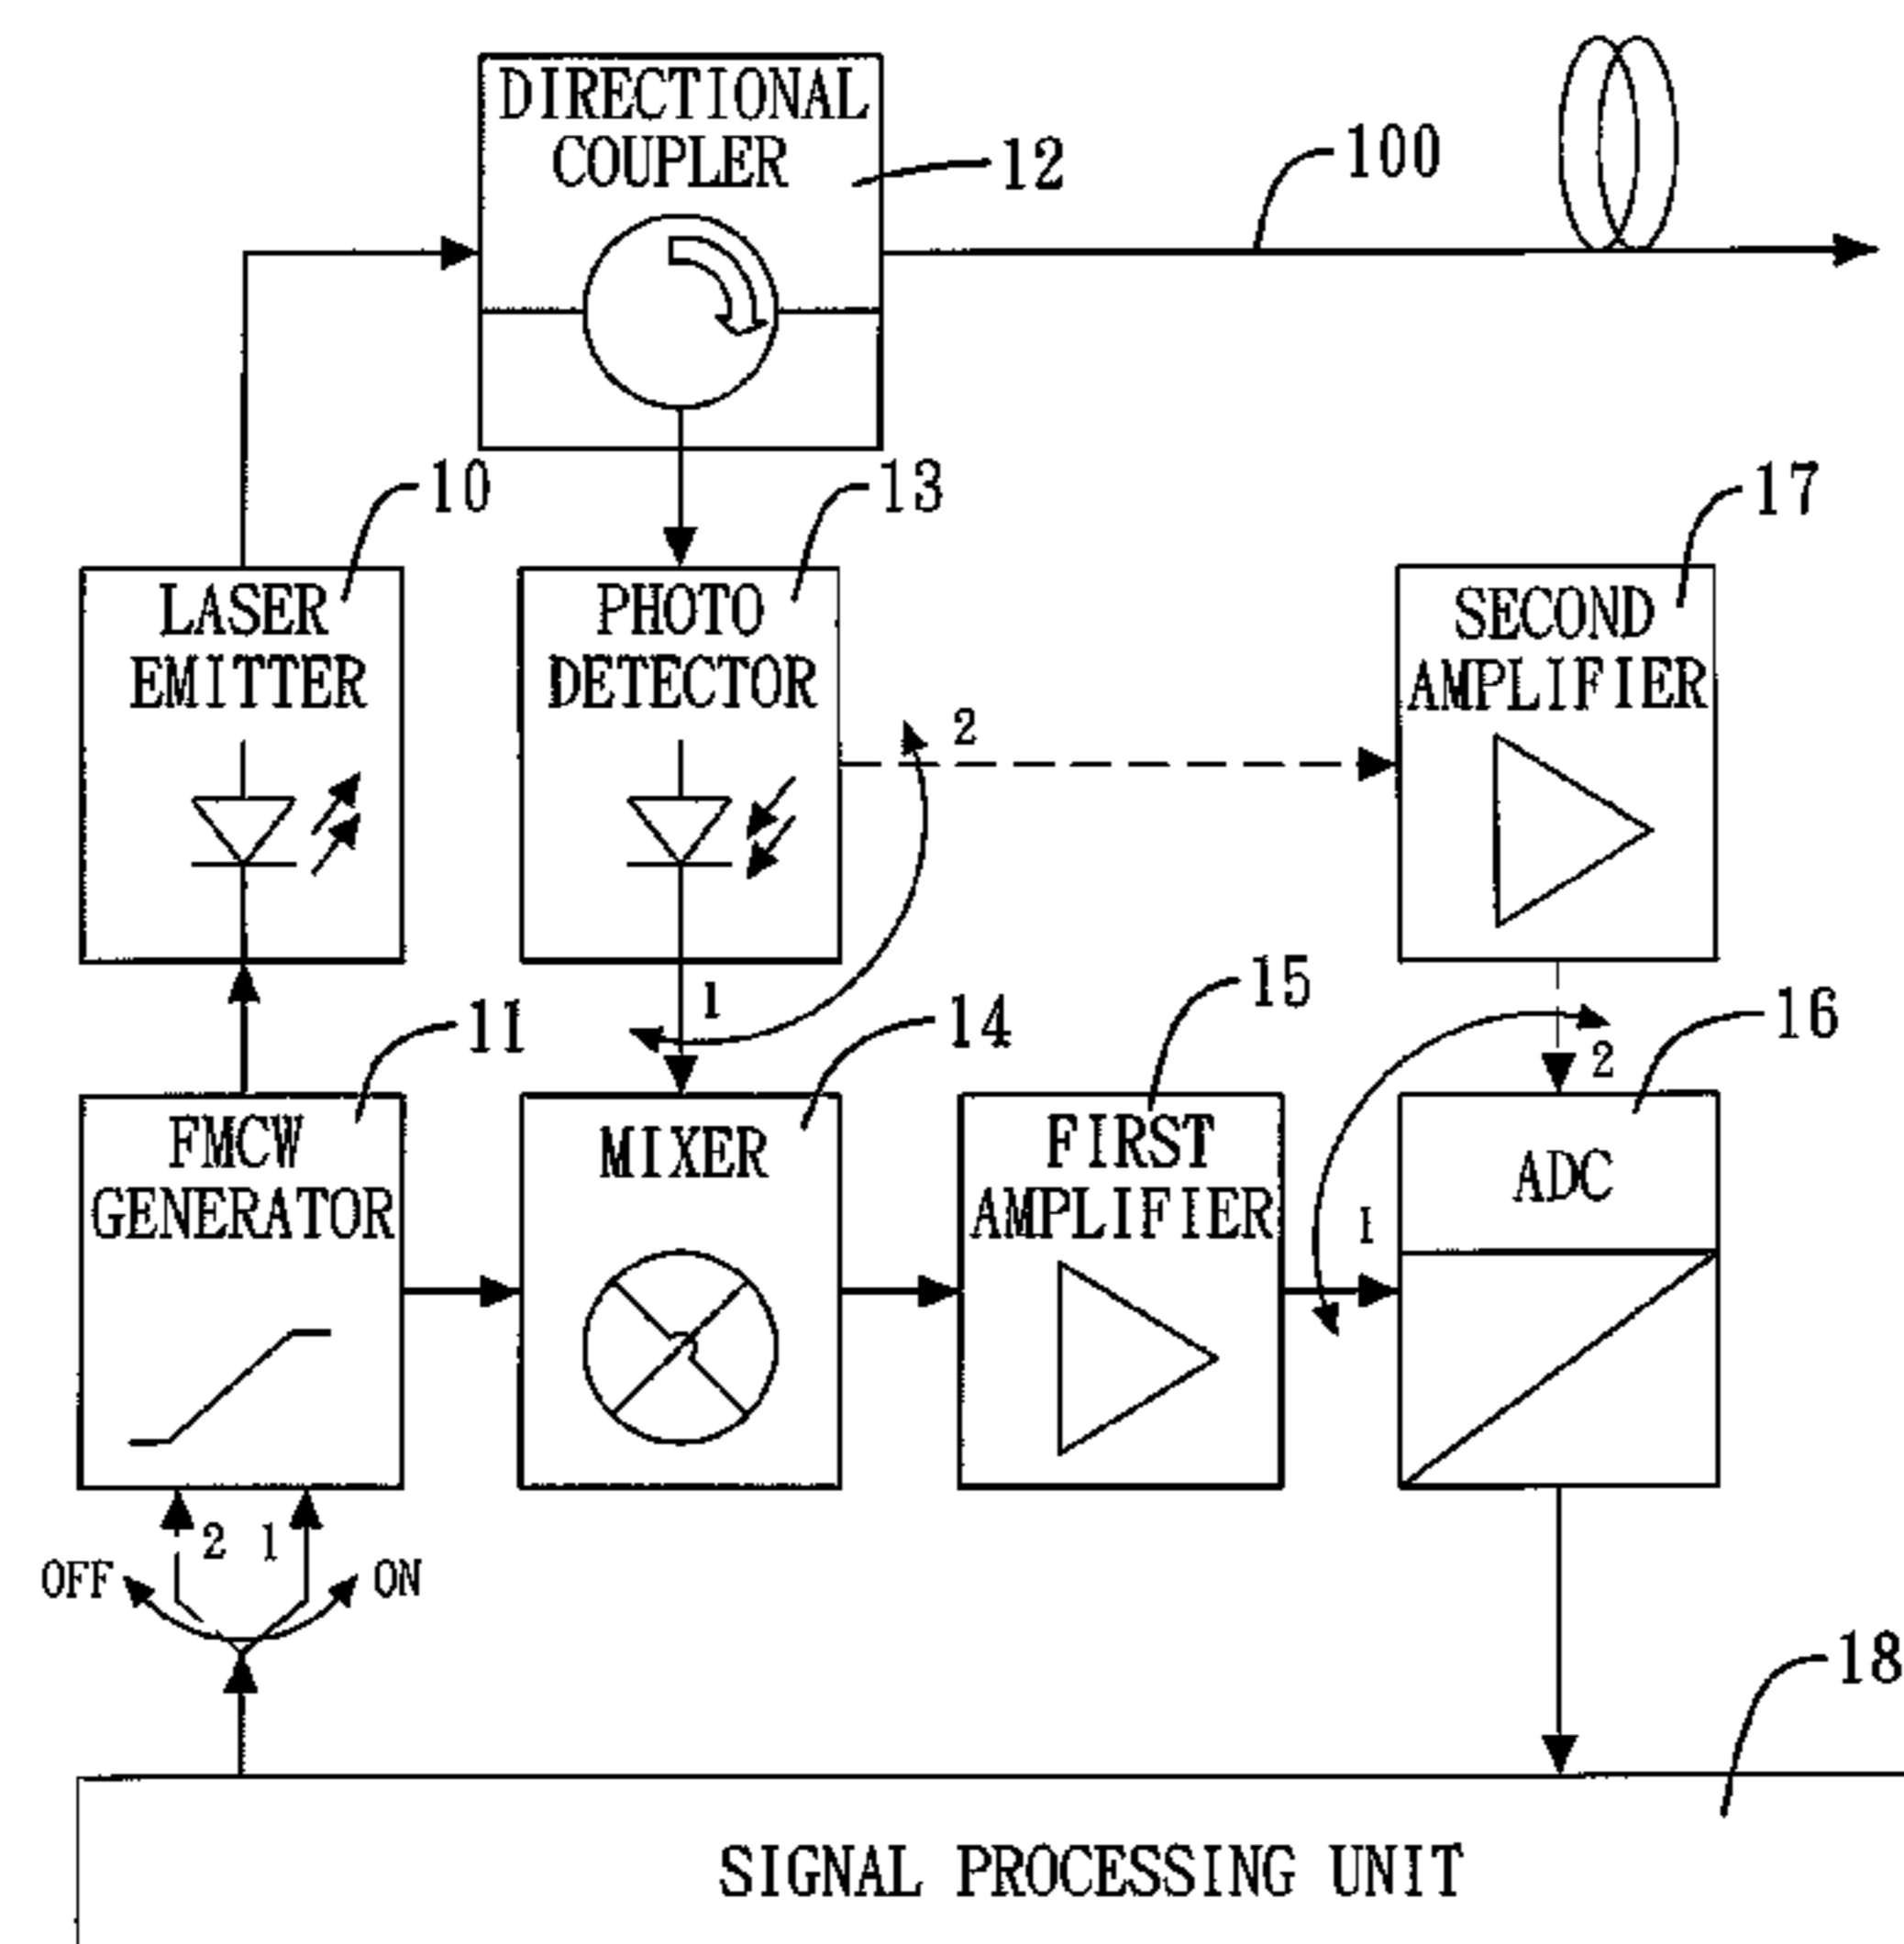 DIRECTIONAL
COUPLER
12
100
10
13
17
LASER
EMITTER
PHOTO
DETECTOR
SECOND
AMPLIFIER
2
1
11
14
15
16
2
FMCW
GENERATOR
MIXER
FIRST
AMPLIFIER
1
ADC
2
1
OFF
ON
18
SIGNAL PROCESSING UNIT